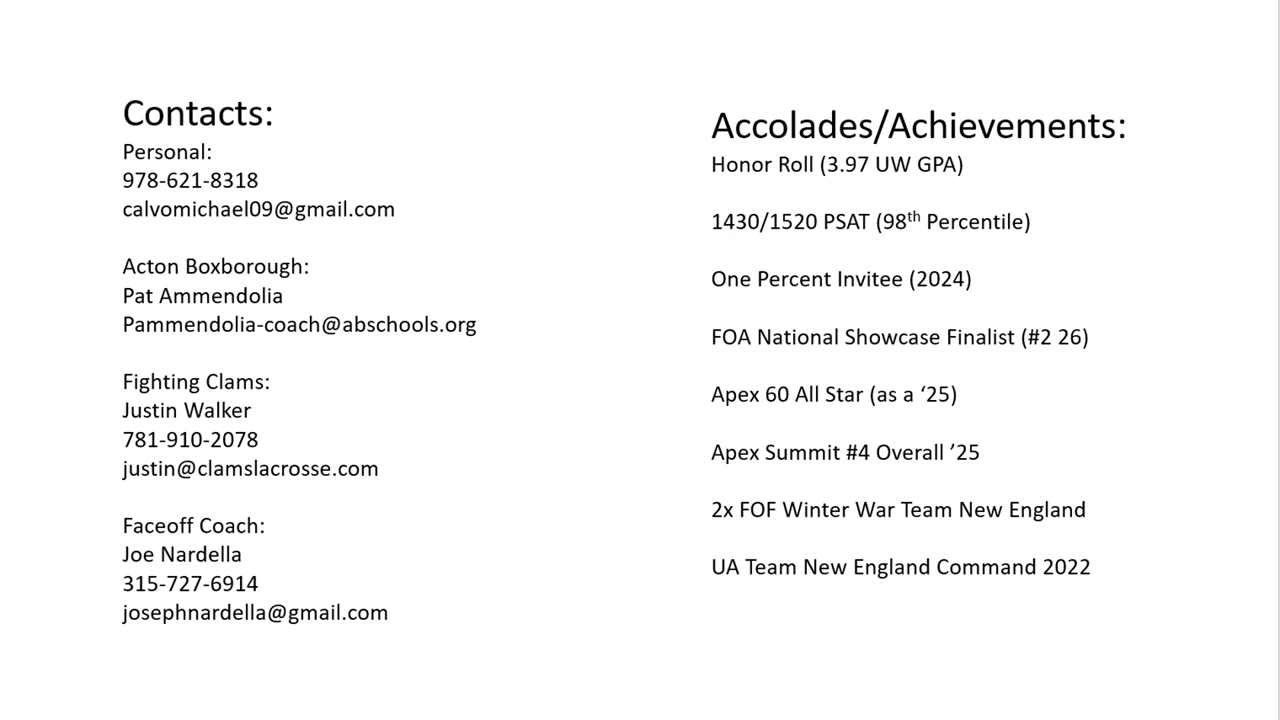 Contacts:
Personal:
978-621-8318
calvomichael09@gmail.com
Acton Boxborough:
Pat Ammendolia
Pammendolia-coach@abschools.org
Fighting Clams:
Justin Walker
781-910-2078
justin@clamslacrosse.com
Faceoff Coach:
Joe Nardella
315-727-6914
josephnardella@gmail.com
Accolades/Achievements:
Honor Roll (3.97 UW GPA)
1430/1520 PSAT (98th Percentile)
One Percent Invitee (2024)
FOA National Showcase Finalist (#2 26)
Apex 60 All Star (as a ‘25)
Apex Summit #4 Overall ’25
2x FOF Winter War Team New England
UA Team New England Command 2022